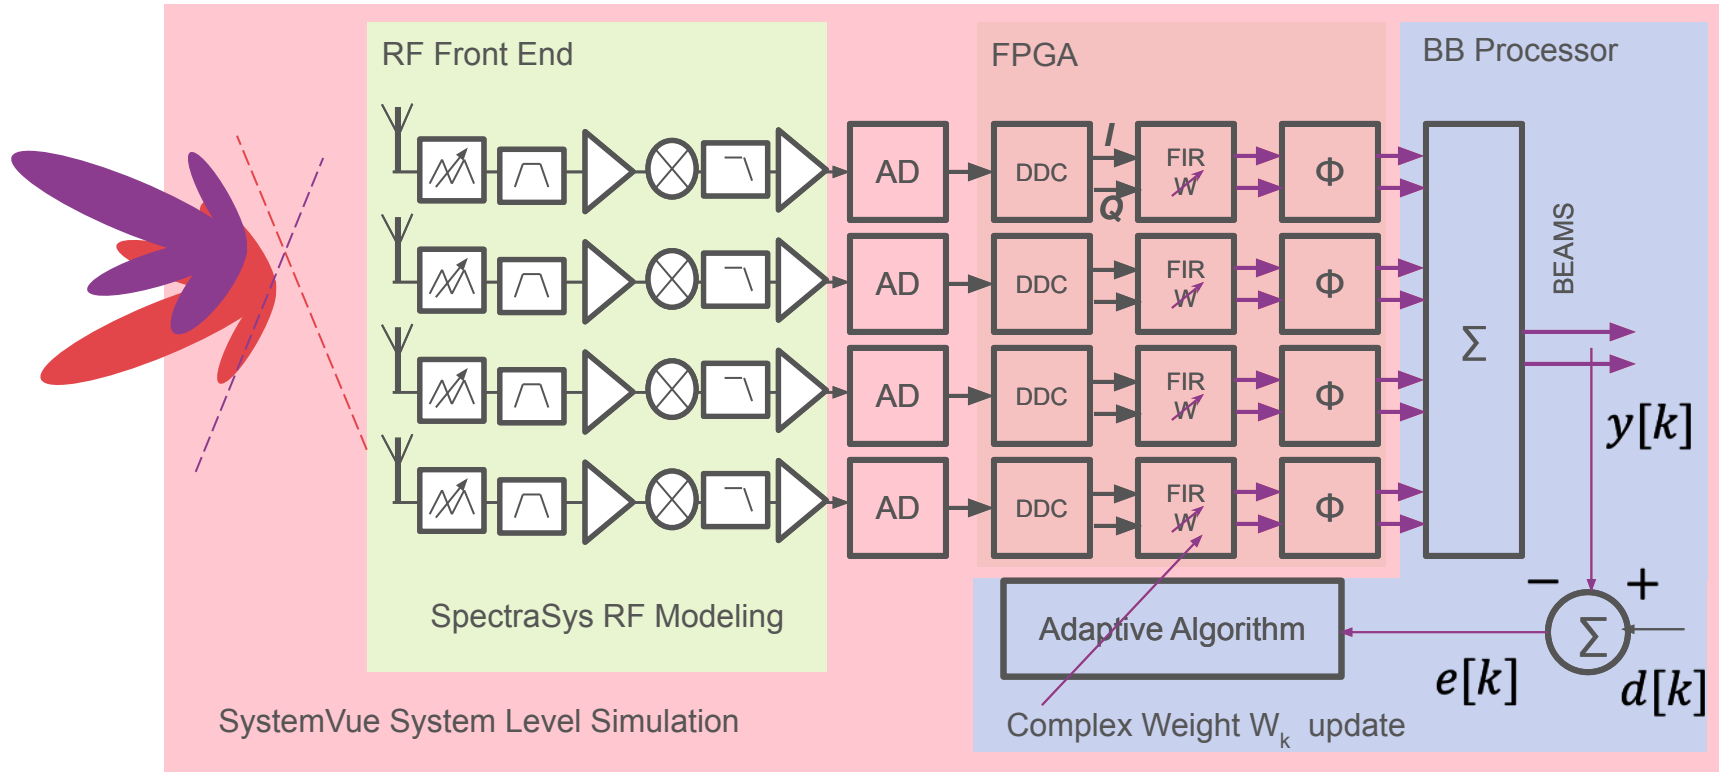 RF Front End
FPGA
BB Processor
AD
DDC
I
Q
FIR
W
Φ
AD
DDC
FIR
W
Φ
BEAMS
Σ
AD
DDC
FIR
W
Φ
y[k]
AD
DDC
FIR
W
Φ
SpectraSys RF Modeling
Adaptive Algorithm
− +
Σ
e[k]
d[k]
SystemVue System Level Simulation
Complex Weight Wk update